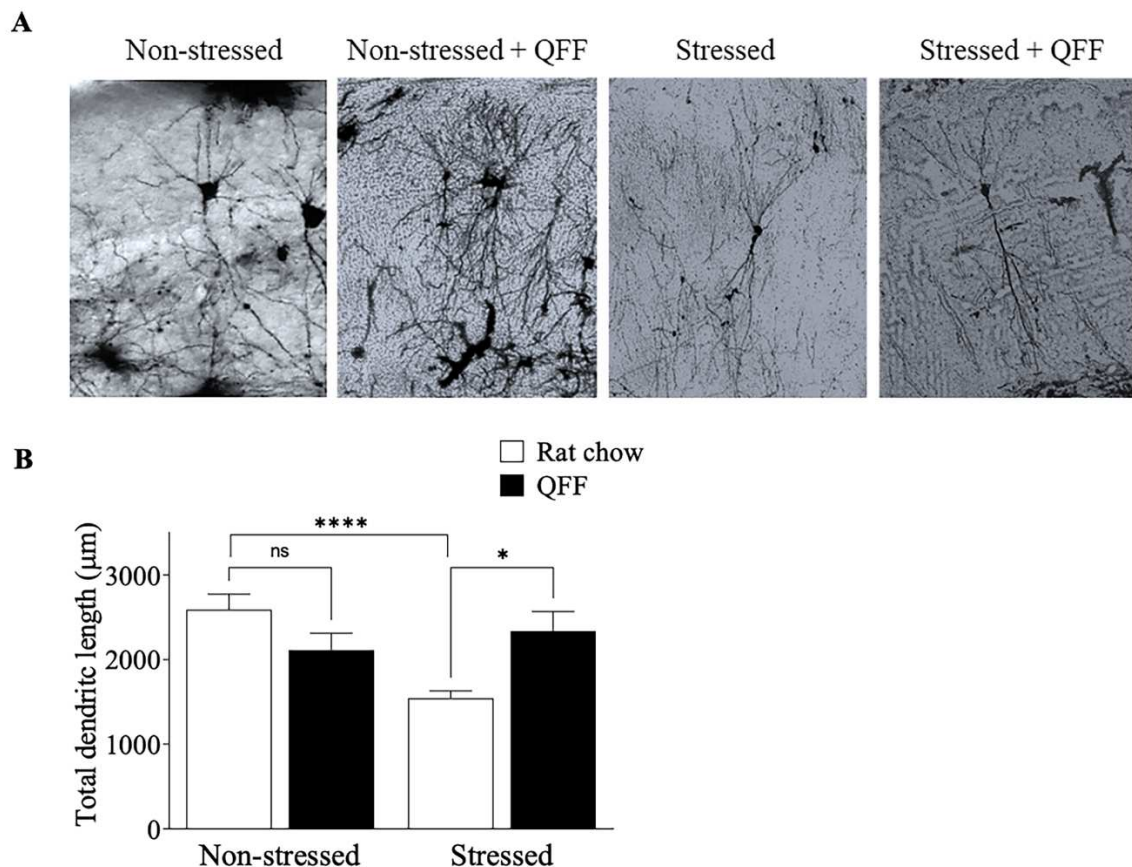 A
Non-stressed
Non-stressed + QFF
Stressed
Stressed + QFF
B
Rat chow
QFF
Total dendritc length (µm)
3000
2000
1000
0
****
ns
*
Non-stressed
Stressed